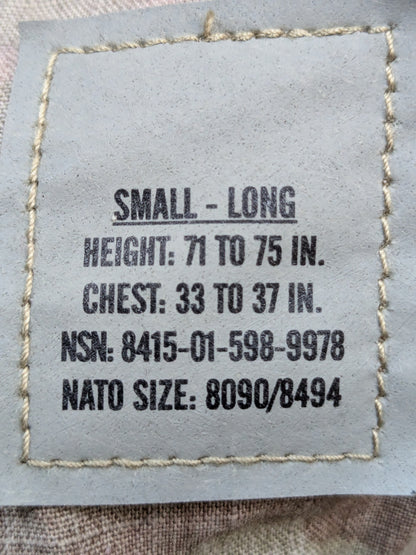 SMALL - LONG
HEIGHT: 71 TO 75 IN.
CHEST: 33 TO 37 IN.
NSN: 8415-01-598-9978
NATO SIZE: 8090/8494